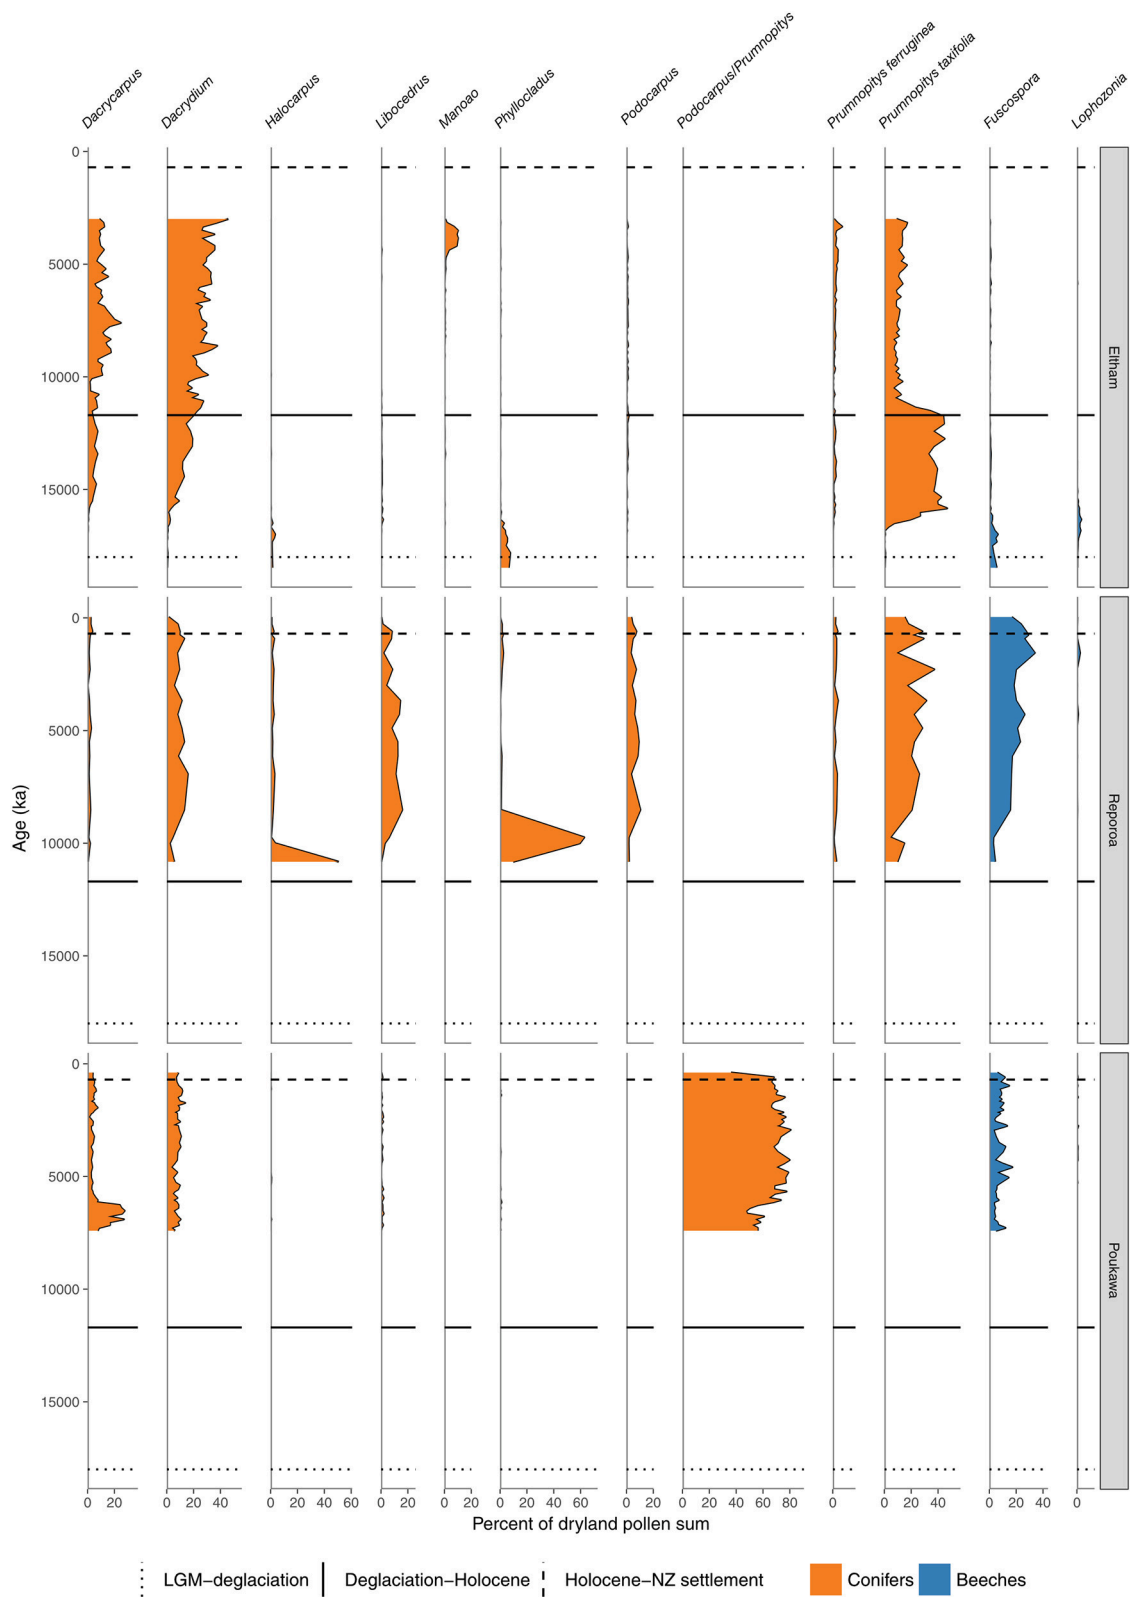 Dacrycarpus
Dacrydium
Halocarpus
Libocedrus
Manoao
Phyllocladus
Podocarpus
Podocarpus/Prumnopitys
Prumnopitys ferruginea
Prumnopitys taxifolia
Fuscospora
Lophozonia
0
5000
10000
15000
Eltham
0
5000
10000
15000
Reporoa
0
5000
10000
15000
Poukawa
Age (ka)
0 20 0 20 40 0 20 40 60 0 20 0 20 0 20 40 60 0 20 0 20 40 60 80 0 0 20 40 0 20 40 0
Percent of dryland pollen sum
LGM–deglaciation Deglaciation–Holocene Holocene–NZ settlement Conifers Beeches